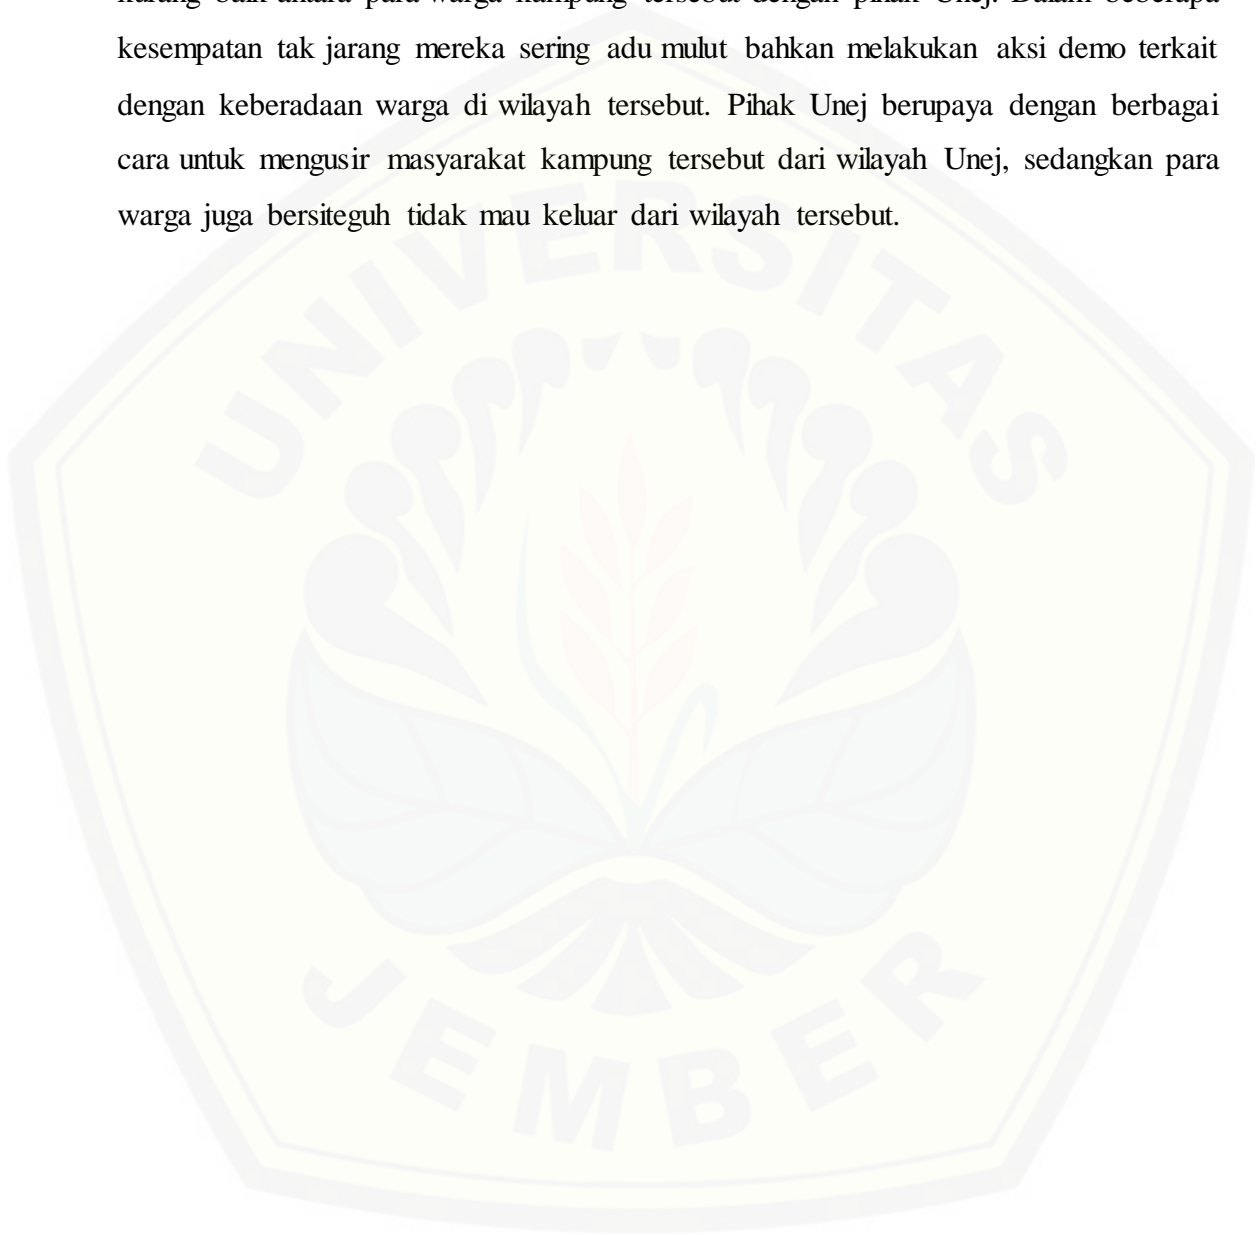 kurang baik antara para warga kampung tersebut dengan pihak Unej. Dalam beberapa
kesempatan tak jarang mereka sering adu mulut bahkan melakukan aksi demo terkait
dengan keberadaan warga di wilayah tersebut. Pihak Unej berupaya dengan berbagai
cara untuk mengusir masyarakat kampung tersebut dari wilayah Unej, sedangkan para
warga juga bersiteguh tidak mau keluar dari wilayah tersebut.
UNIVERSITAS
JEMBER